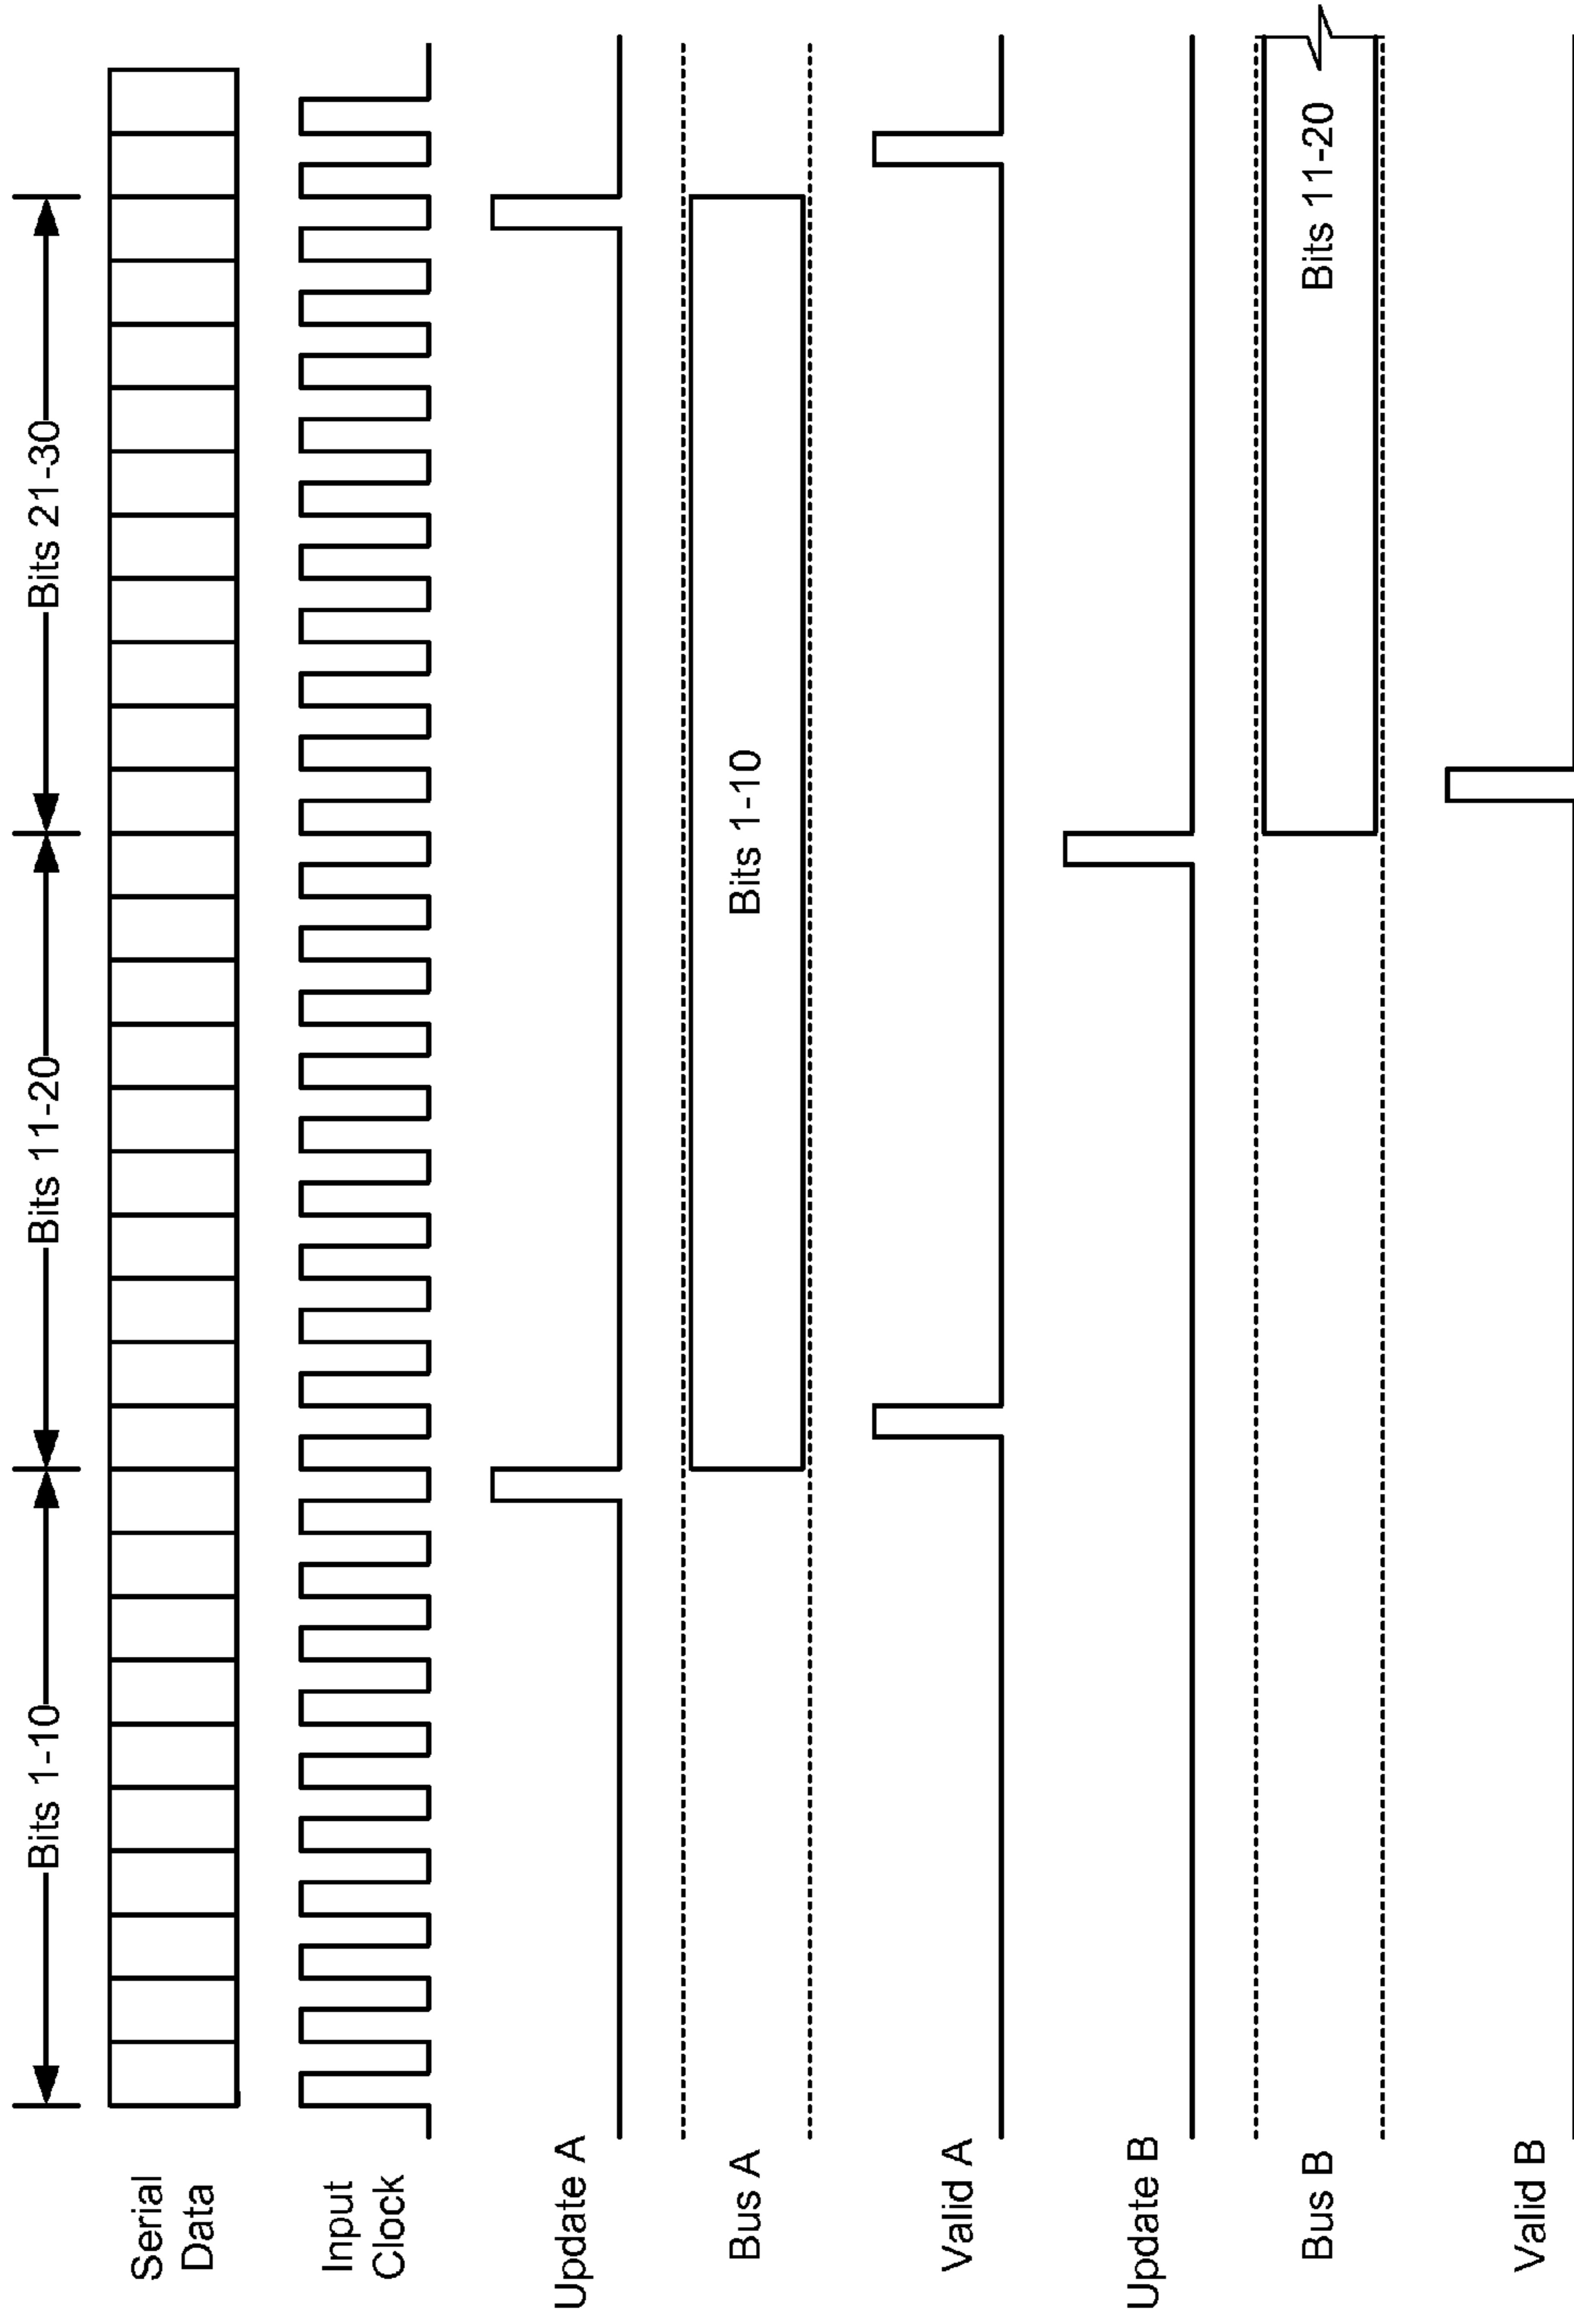 Bits 1-10
Bits 11-20
Bits 21-30
Serial
Data
Input
Clock
Update A
Bus A
Bits 1-10
Valid A
Update B
Bus B
Bits 11-20
Valid B